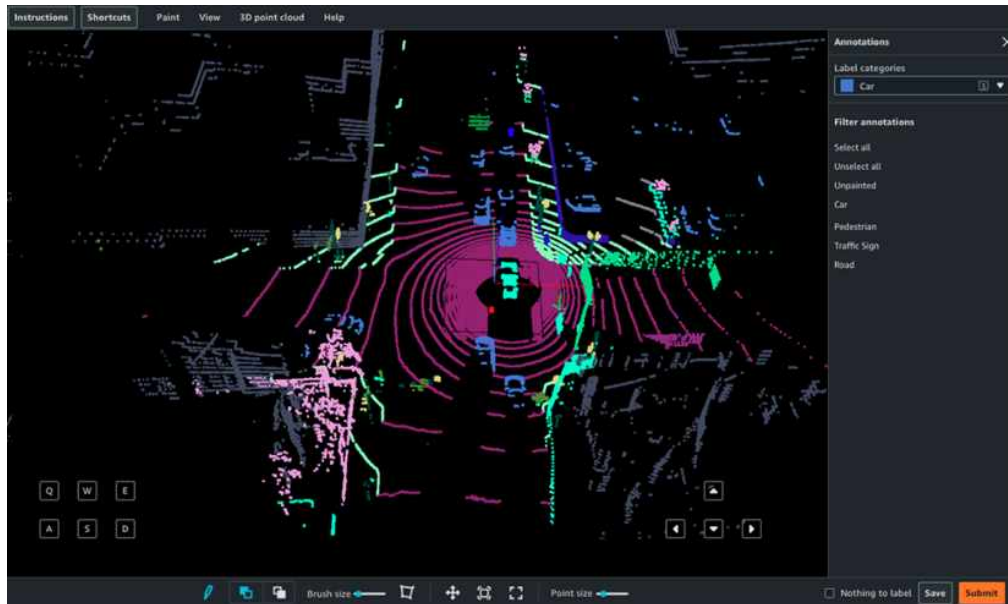 Instructions Shortcuts Paint View 3D point cloud Help
Annotations
Label categories
Car 1
Filter annotations
Select all
Unselect all
Unpainted
Car
Pedestrian
Traffic Sign
Road
Q W E
A S D
Brush size Point size Nothing to label Save Submit